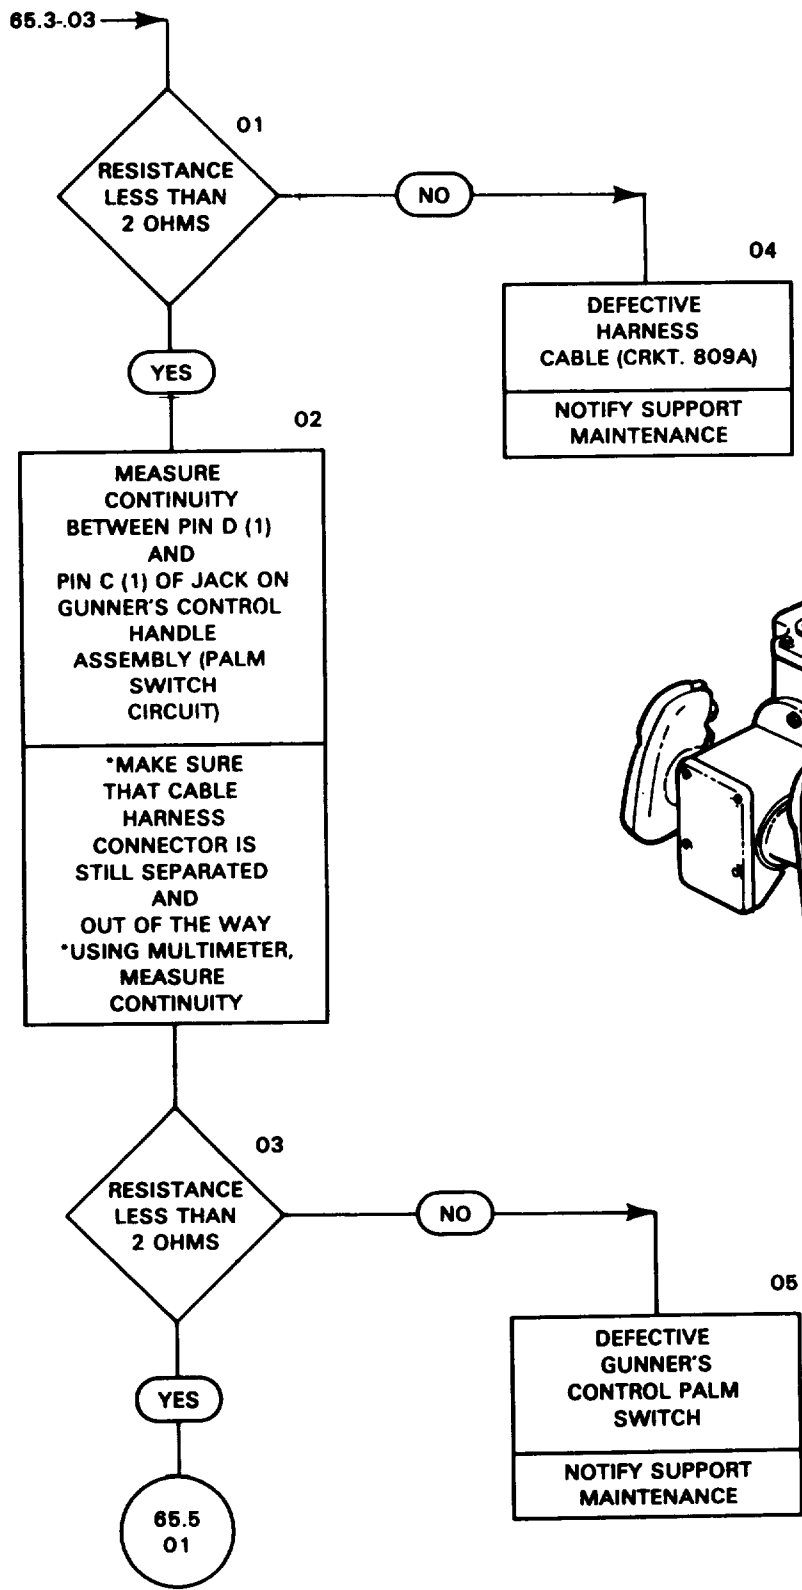 65.3-.03
01
RESISTANCE
LESS THAN
2 OHMS
NO
04
DEFECTIVE
HARNESS
CABLE (CRKT. 809A)
NOTIFY SUPPORT
MAINTENANCE
YES
02
MEASURE
CONTINUITY
BETWEEN PIN D (1)
AND
PIN C (1) OF JACK ON
GUNNER'S CONTROL
HANDLE
ASSEMBLY (PALM
SWITCH
CIRCUIT)
*MAKE SURE
THAT CABLE
HARNESS
CONNECTOR IS
STILL SEPARATED
AND
OUT OF THE WAY
*USING MULTIMETER,
MEASURE
CONTINUITY
03
RESISTANCE
LESS THAN
2 OHMS
NO
05
DEFECTIVE
GUNNER'S
CONTROL PALM
SWITCH
NOTIFY SUPPORT
MAINTENANCE
YES
65.5
01